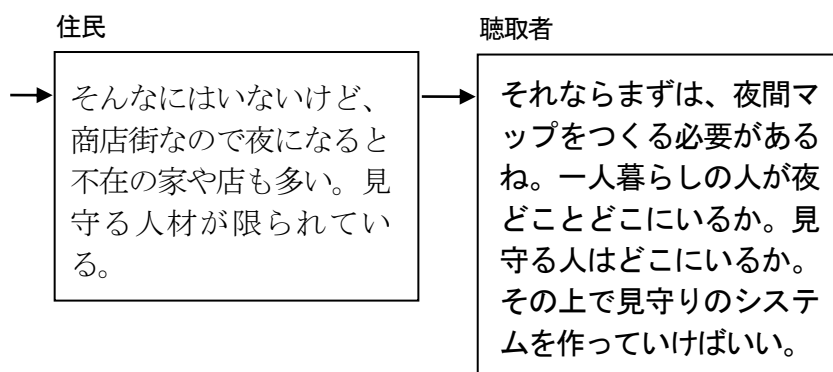 住民
そんなにはいないけど、
商店街なので夜になると
不在の家や店も多い。見
守る人材が限られてい
る。
聴取者
それならまずは、夜間マ
ップをつくる必要がある
ね。一人暮らしの人が夜
どことどこにいるか。見
守る人はどこにいるか。
その上で見守りのシステ
ムを作っていけばいい。